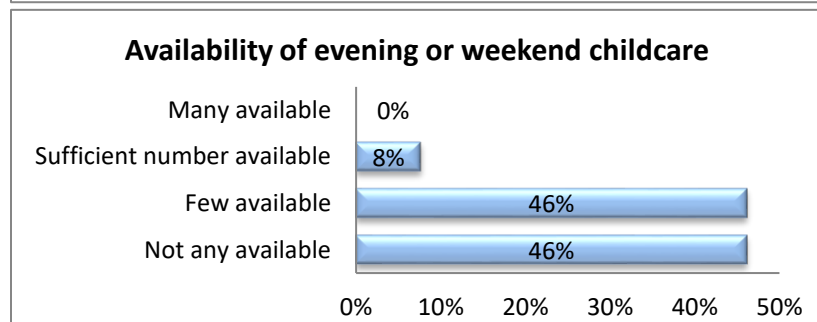 Availability of evening or weekend childcare
Many available 0%
Sufficient number available 8%
Few available 46%
Not any available 46%
0% 10% 20% 30% 40% 50%